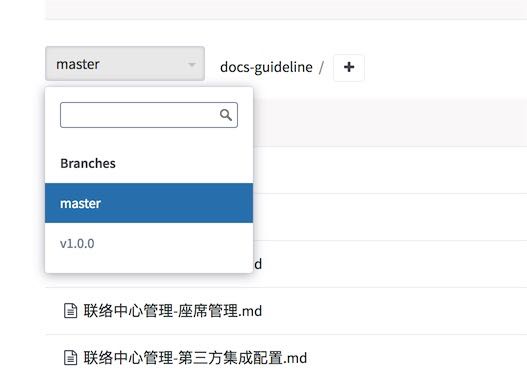 master
docs-guideline /
Branches
master
v1.0.0
d
联络中心管理-座席管理.md
联络中心管理-第三方集成配置.md